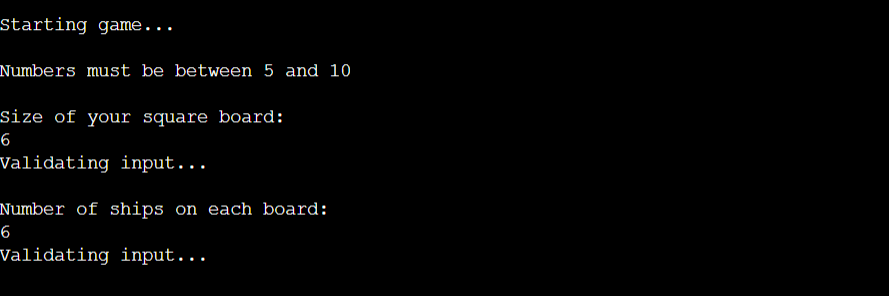 Starting game...
Numbers must be between 5 and 10
Size of your square board:
6
Validating input...
Number of ships on each board:
6
Validating input...